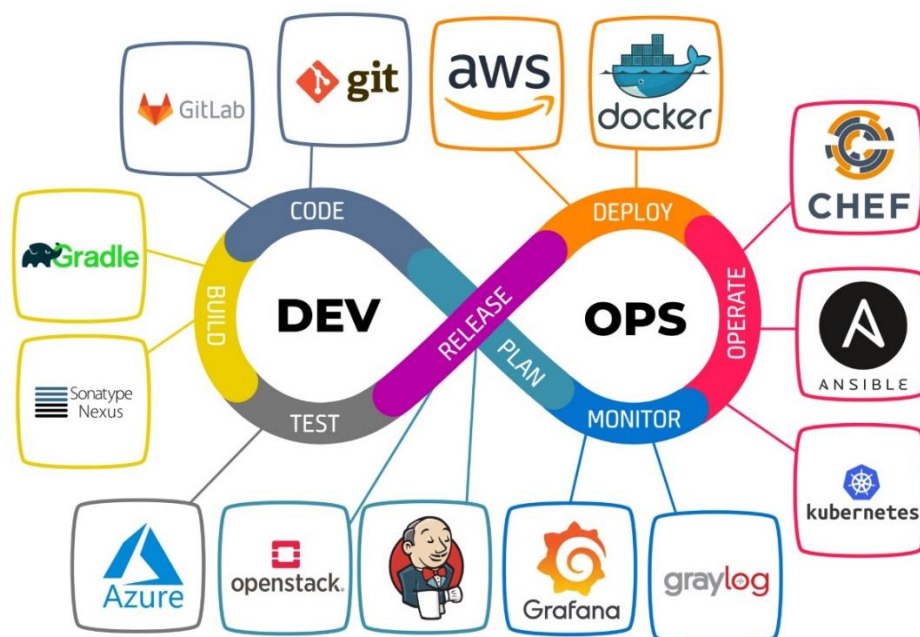 GitLab
git
aws
docker
CHEF
CODE
DEPLOY
Gradle
BUILD
DEV
RELEASE
PLAN
OPS
OPERATE
ANSIBLE
Sonatype
Nexus
TEST
MONITOR
kubernetes
Azure
openstack.
Grafana
graylog